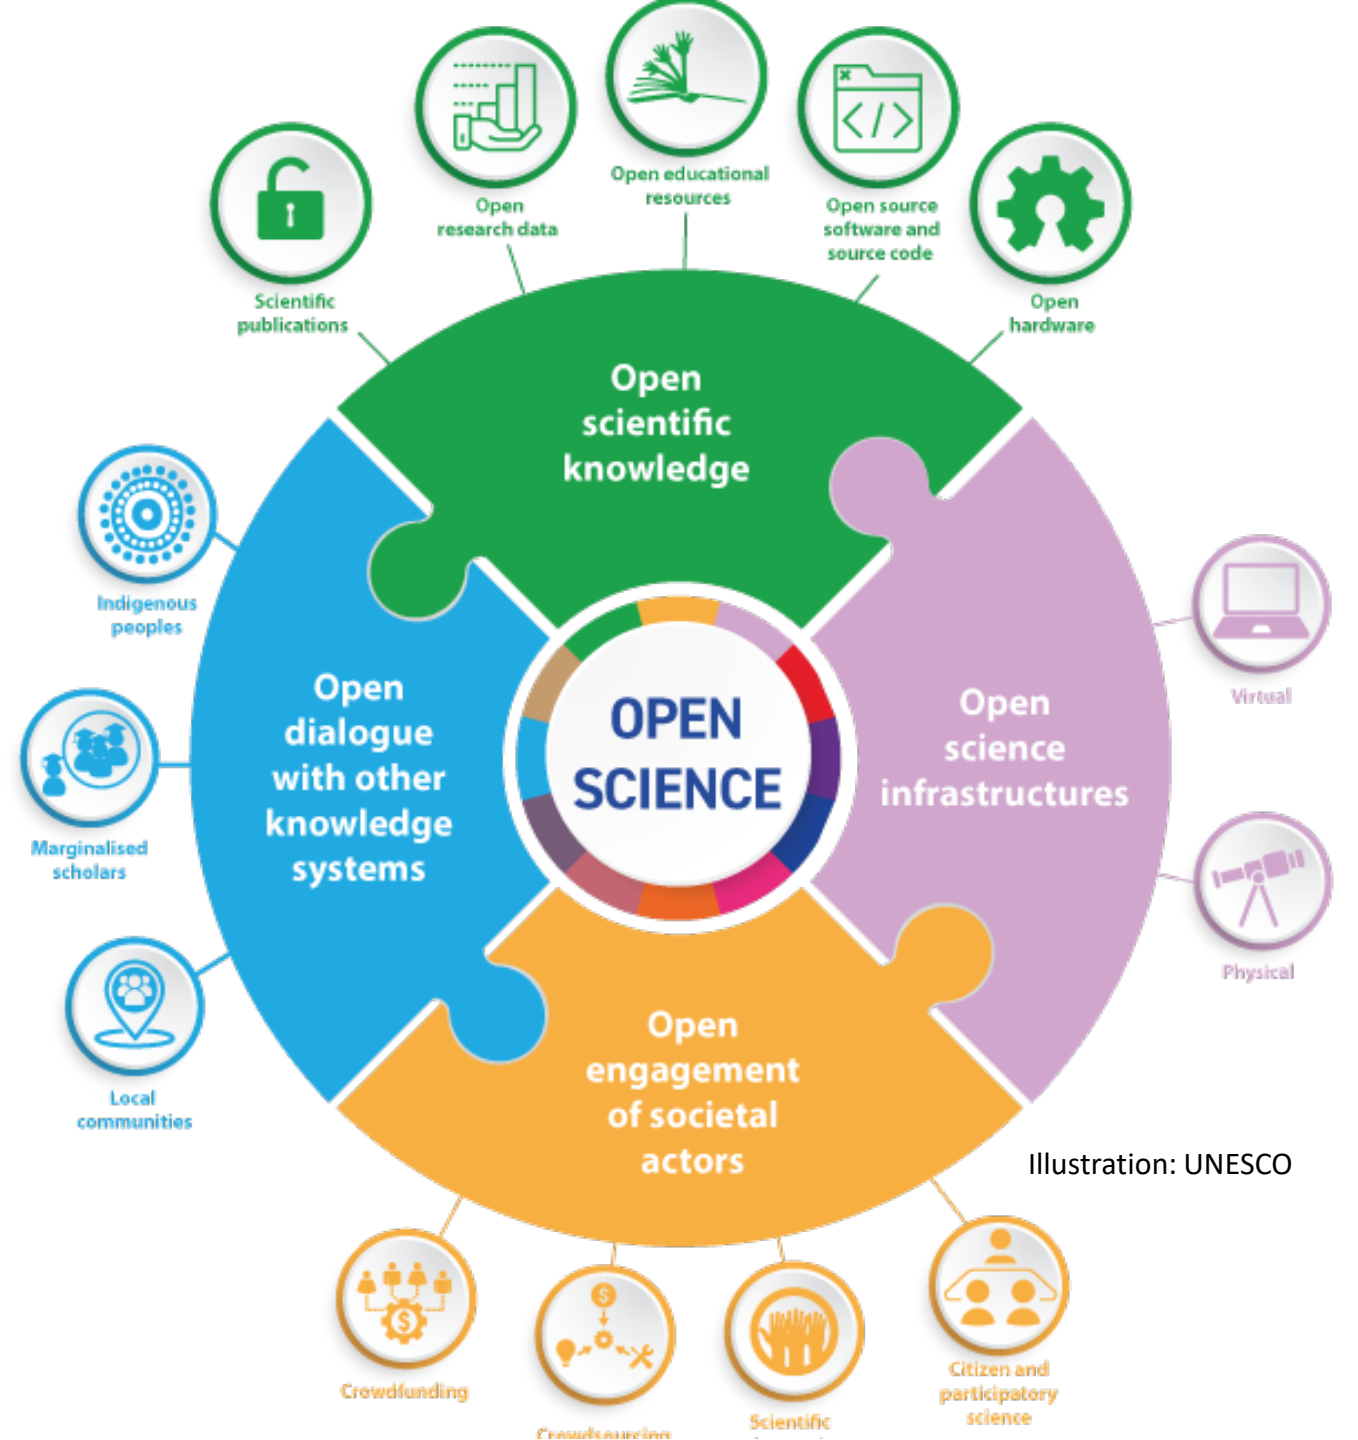 Open educational
resources
Open
research data
Open source
software and
source code
Scientific
publications
Open
hardware
Open
scientific
knowledge
Indigenous
peoples
Open
dialogue
with other
knowledge
systems
OPEN
SCIENCE
Open
science
infrastructures
Virtual
Marginalised
scholars
Physical
Local
communities
Open
engagement
of societal
actors
Illustration: UNESCO
Crowdfunding
Crowdsourcing
Scientific
Citizen and
participatory
science